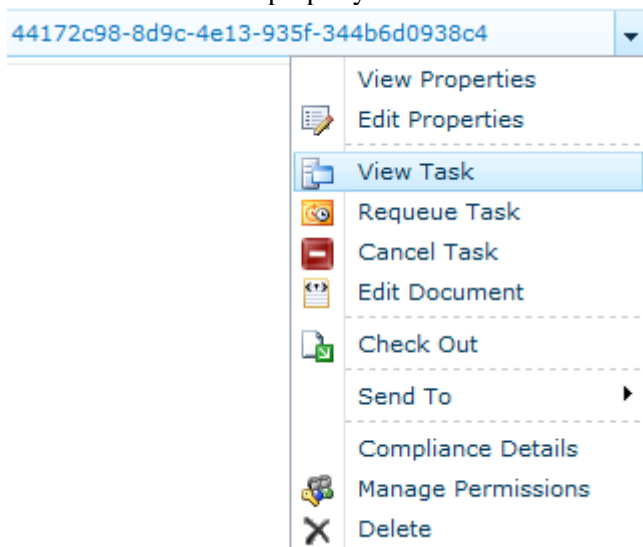 44172c98-8d9c-4e13-935f-344b6d0938c4
View Properties
Edit Properties
View Task
Requeue Task
Cancel Task
Edit Document
Check Out
Send To
Compliance Details
Manage Permissions
Delete